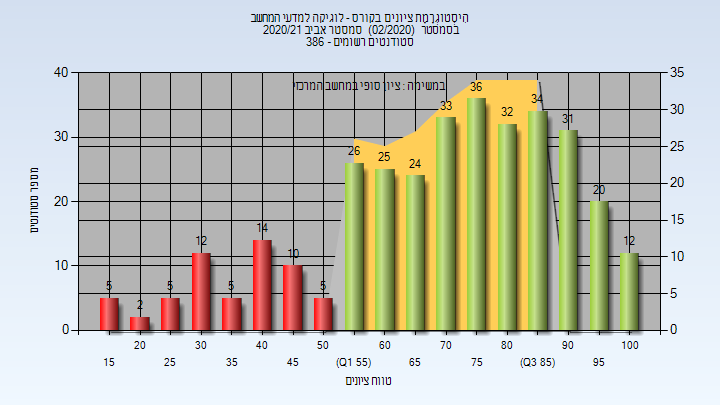 הִיסְטוֹגְרַמַּת ציונים בקורס - לוגיקה למדעי המחשב
בסמסטר (02/2020) סמסטר אביב 2020/21
סטודנטים רשומים - 386
במשימה : ציון סופי במחשב המרכזי
40 35
30 30
25
20 20
15
10 10
5
0 0
5 2 5 12 5 14 10 5 26 25 24 33 36 32 34 31 20 12
מספר סטודנטים
20 30 40 50 60 70 80 90 100
15 25 35 45 (Q1 55) 65 75 (Q3 85) 95
טווח ציונים